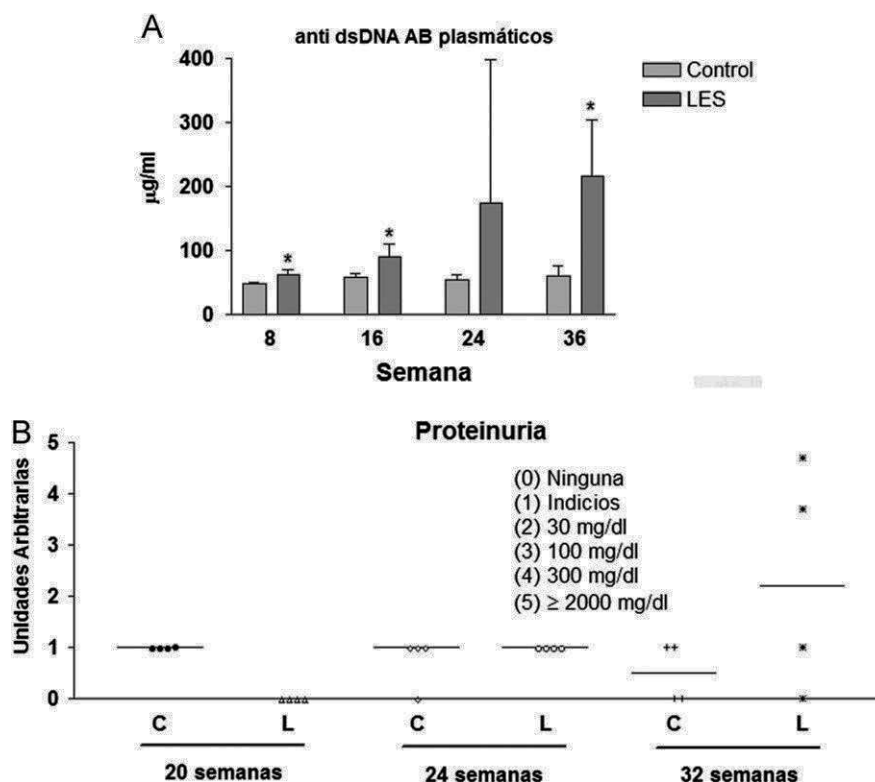 A
anti dsDNA AB plasmáticos
400
300
200
100
0
µg/ml
Control
LES
*
*
*
8
16
24
36
Semana
B
Proteinuria
5
4
3
2
1
0
Unidades Arbitrarias
(0) Ninguna
(1) Indicios
(2) 30 mg/dl
(3) 100 mg/dl
(4) 300 mg/dl
(5) ≥ 2000 mg/dl
C
L
C
L
C
L
20 semanas
24 semanas
32 semanas